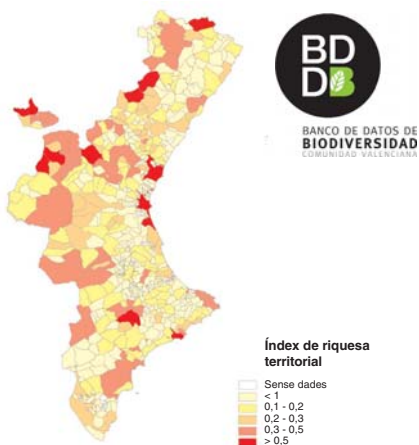 BD
DB
BANCO DE DATOS DE
BIODIVERSIDAD
COMUNIDAD VALENCIANA
Índex de riquesa
territorial
Sense dades
< 1
0,1 - 0,2
0,2 - 0,3
0,3 - 0,5
> 0,5